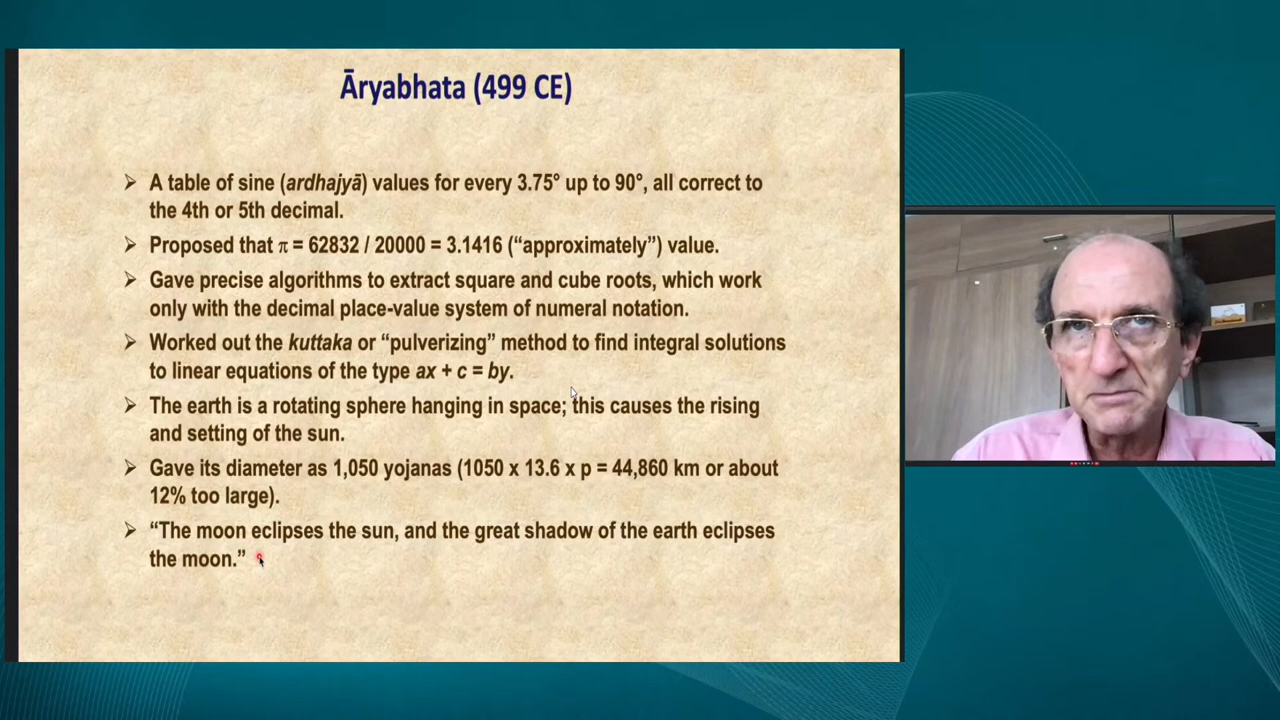 Āryabhata (499 CE)
➢ A table of sine (ardhajyā) values for every 3.75° up to 90°, all correct to
the 4th or 5th decimal.
➢ Proposed that π = 62832 / 20000 = 3.1416 (“approximately”) value.
➢ Gave precise algorithms to extract square and cube roots, which work
only with the decimal place-value system of numeral notation.
➢ Worked out the kuttaka or “pulverizing” method to find integral solutions
to linear equations of the type ax + c = by.
➢ The earth is a rotating sphere hanging in space; this causes the rising
and setting of the sun.
➢ Gave its diameter as 1,050 yojanas (1050 x 13.6 x p = 44,860 km or about
12% too large).
➢ “The moon eclipses the sun, and the great shadow of the earth eclipses
the moon.”